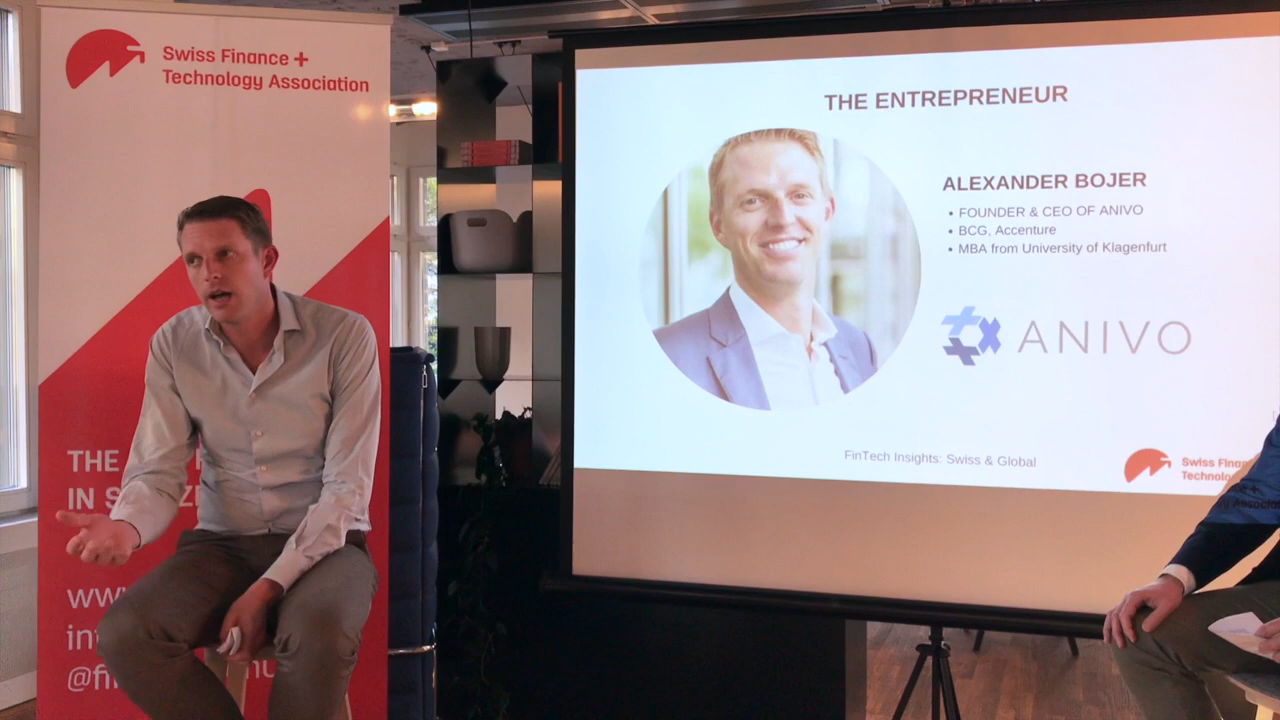 Swiss Finance +
Technology Association
THE
IN
THE ENTREPRENEUR
ALEXANDER BOJER
• FOUNDER & CEO OF ANIVO
• BCG, Accenture
• MBA from University of Klagenfurt
ANIVO
FinTech Insights: Swiss & Global
Swiss